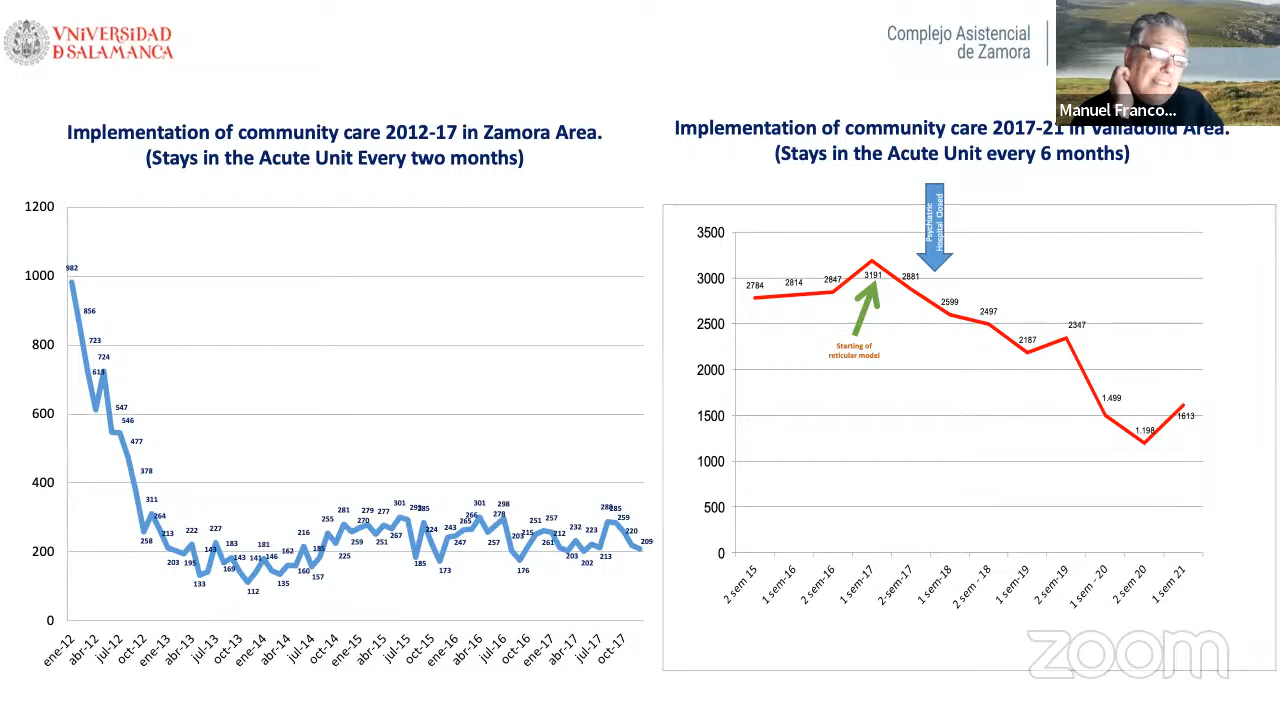 VNiVERSiDAD
D SALAMANCA
Complejo Asistencial
de Zamora
Manuel Franco...
Implementation of community care 2012-17 in Zamora Area.
(Stays in the Acute Unit Every two months)
1200
1000
800
600
400
200
0
982
856
723
613
724
547
546
477
378
258
311
264
213
203
195
222
133
143
227
169
183
143
112
141
181
146
135
162
160
216
157
185
255
225
281
259
270
279
251
277
267
301
185
285
224
173
243
247
265
266
301
257
278
298
203
176
215
251
261
257
212
203
232
202
223
213
285
259
220
209
ene-12
abr-12
jul-12
oct-12
ene-13
abr-13
jul-13
oct-13
ene-14
abr-14
jul-14
oct-14
ene-15
abr-15
jul-15
oct-15
ene-16
abr-16
jul-16
oct-16
ene-17
abr-17
jul-17
oct-17
Implementation of community care 2017-21 in Valladolid Area.
(Stays in the Acute Unit every 6 months)
Psychiatric
Hospital Closed
3500
3000
2500
2000
1500
1000
500
0
2784
2814
2847
3191
2881
2599
2497
2187
2347
1.499
1.198
1613
Starting of
reticular model
2 sem 15
1 sem-16
2 sem-16
1 sem-17
2-sem-17
1 sem-18
2 sem - 18
1 sem-19
2 sem-19
1 sem - 20
2 sem 20
1 sem 21
zoom